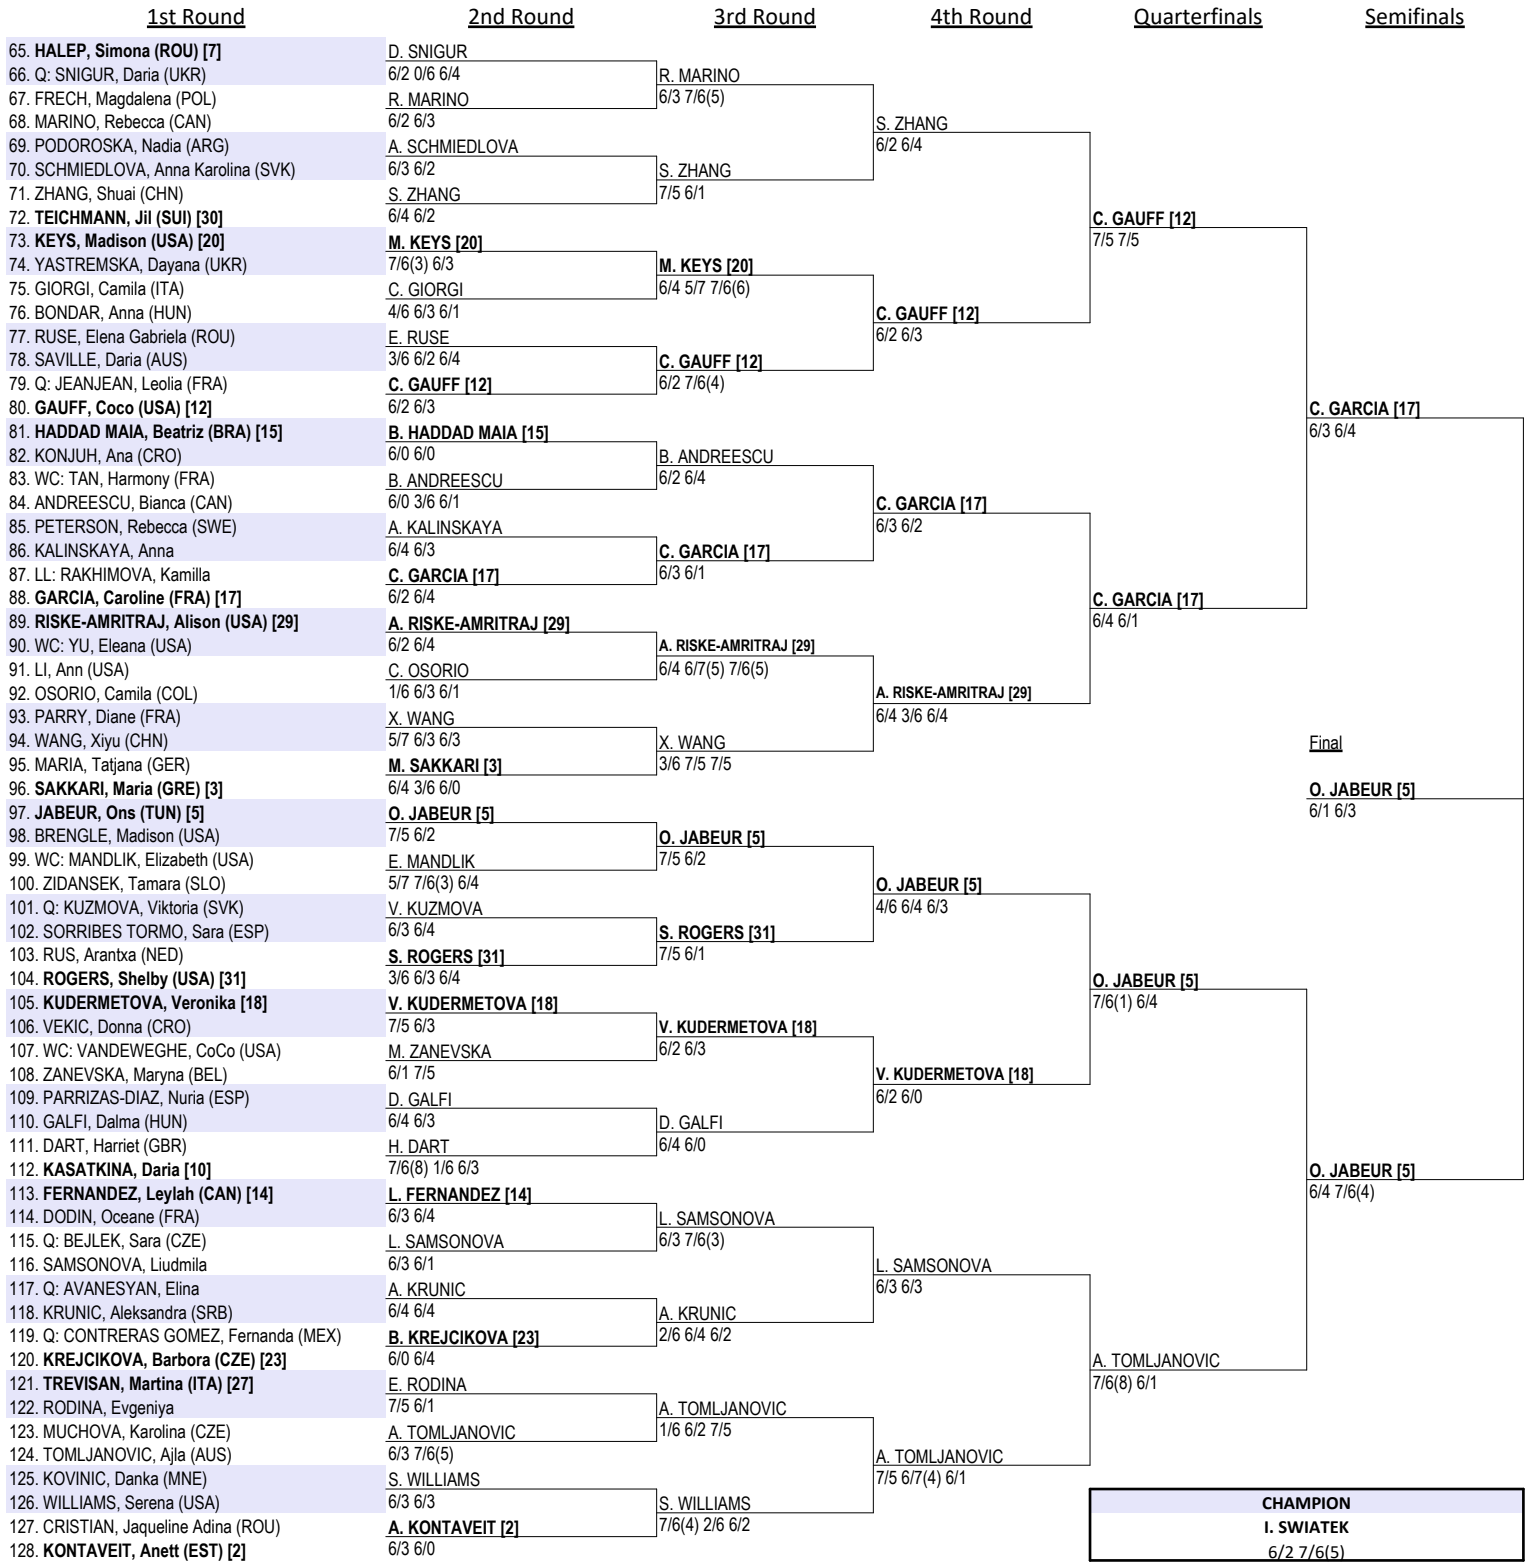 1st Round 2nd Round 3rd Round 4th Round Quarterfinals Semifinals
65. HALEP, Simona (ROU) [7]
66. Q: SNIGUR, Daria (UKR)
67. FRECH, Magdalena (POL)
68. MARINO, Rebecca (CAN)
69. PODOROSKA, Nadia (ARG)
70. SCHMIEDLOVA, Anna Karolina (SVK)
71. ZHANG, Shuai (CHN)
72. TEICHMANN, Jil (SUI) [30]
73. KEYS, Madison (USA) [20]
74. YASTREMSKA, Dayana (UKR)
75. GIORGI, Camila (ITA)
76. BONDAR, Anna (HUN)
77. RUSE, Elena Gabriela (ROU)
78. SAVILLE, Daria (AUS)
79. Q: JEANJEAN, Leolia (FRA)
80. GAUFF, Coco (USA) [12]
81. HADDAD MAIA, Beatriz (BRA) [15]
82. KONJUH, Ana (CRO)
83. WC: TAN, Harmony (FRA)
84. ANDREESCU, Bianca (CAN)
85. PETERSON, Rebecca (SWE)
86. KALINSKAYA, Anna
87. LL: RAKHIMOVA, Kamilla
88. GARCIA, Caroline (FRA) [17]
89. RISKE-AMRITRAJ, Alison (USA) [29]
90. WC: YU, Eleana (USA)
91. LI, Ann (USA)
92. OSORIO, Camila (COL)
93. PARRY, Diane (FRA)
94. WANG, Xiyu (CHN)
95. MARIA, Tatjana (GER)
96. SAKKARI, Maria (GRE) [3]
97. JABEUR, Ons (TUN) [5]
98. BRENGLE, Madison (USA)
99. WC: MANDLIK, Elizabeth (USA)
100. ZIDANSEK, Tamara (SLO)
101. Q: KUZMOVA, Viktoria (SVK)
102. SORRIBES TORMO, Sara (ESP)
103. RUS, Arantxa (NED)
104. ROGERS, Shelby (USA) [31]
105. KUDERMETOVA, Veronika [18]
106. VEKIC, Donna (CRO)
107. WC: VANDEWEGHE, CoCo (USA)
108. ZANEVSKA, Maryna (BEL)
109. PARRIZAS-DIAZ, Nuria (ESP)
110. GALFI, Dalma (HUN)
111. DART, Harriet (GBR)
112. KASATKINA, Daria [10]
113. FERNANDEZ, Leylah (CAN) [14]
114. DODIN, Oceane (FRA)
115. Q: BEJLEK, Sara (CZE)
116. SAMSONOVA, Liudmila
117. Q: AVANESYAN, Elina
118. KRUNIC, Aleksandra (SRB)
119. Q: CONTRERAS GOMEZ, Fernanda (MEX)
120. KREJCIKOVA, Barbora (CZE) [23]
121. TREVISAN, Martina (ITA) [27]
122. RODINA, Evgeniya
123. MUCHOVA, Karolina (CZE)
124. TOMLJANOVIC, Ajla (AUS)
125. KOVINIC, Danka (MNE)
126. WILLIAMS, Serena (USA)
127. CRISTIAN, Jaqueline Adina (ROU)
128. KONTAVEIT, Anett (EST) [2]
D. SNIGUR
6/2 0/6 6/4
R. MARINO
6/2 6/3
A. SCHMIEDLOVA
6/3 6/2
S. ZHANG
6/4 6/2
M. KEYS [20]
7/6(3) 6/3
C. GIORGI
4/6 6/3 6/1
E. RUSE
3/6 6/2 6/4
C. GAUFF [12]
6/2 6/3
B. HADDAD MAIA [15]
6/0 6/0
B. ANDREESCU
6/0 3/6 6/1
A. KALINSKAYA
6/4 6/3
C. GARCIA [17]
6/2 6/4
A. RISKE-AMRITRAJ [29]
6/2 6/4
C. OSORIO
1/6 6/3 6/1
X. WANG
5/7 6/3 6/3
M. SAKKARI [3]
6/4 3/6 6/0
O. JABEUR [5]
7/5 6/2
E. MANDLIK
5/7 7/6(3) 6/4
V. KUZMOVA
6/3 6/4
S. ROGERS [31]
3/6 6/3 6/4
V. KUDERMETOVA [18]
7/5 6/3
M. ZANEVSKA
6/1 7/5
D. GALFI
6/4 6/3
H. DART
7/6(8) 1/6 6/3
L. FERNANDEZ [14]
6/3 6/4
L. SAMSONOVA
6/3 6/1
A. KRUNIC
6/4 6/4
B. KREJCIKOVA [23]
6/0 6/4
E. RODINA
7/5 6/1
A. TOMLJANOVIC
6/3 7/6(5)
S. WILLIAMS
6/3 6/3
A. KONTAVEIT [2]
6/3 6/0
R. MARINO
6/3 7/6(5)
S. ZHANG
7/5 6/1
M. KEYS [20]
6/4 5/7 7/6(6)
C. GAUFF [12]
6/2 7/6(4)
B. ANDREESCU
6/2 6/4
C. GARCIA [17]
6/3 6/1
A. RISKE-AMRITRAJ [29]
6/4 6/7(5) 7/6(5)
X. WANG
3/6 7/5 7/5
O. JABEUR [5]
7/5 6/2
S. ROGERS [31]
7/5 6/1
V. KUDERMETOVA [18]
6/2 6/3
D. GALFI
6/4 6/0
L. SAMSONOVA
6/3 7/6(3)
A. KRUNIC
2/6 6/4 6/2
A. TOMLJANOVIC
1/6 6/2 7/5
S. WILLIAMS
7/6(4) 2/6 6/2
S. ZHANG
6/2 6/4
C. GAUFF [12]
6/2 6/3
C. GARCIA [17]
6/3 6/2
A. RISKE-AMRITRAJ [29]
6/4 3/6 6/4
O. JABEUR [5]
4/6 6/4 6/3
V. KUDERMETOVA [18]
6/2 6/0
L. SAMSONOVA
6/3 6/3
A. TOMLJANOVIC
7/5 6/7(4) 6/1
C. GAUFF [12]
7/5 7/5
C. GARCIA [17]
6/4 6/1
O. JABEUR [5]
7/6(1) 6/4
A. TOMLJANOVIC
7/6(8) 6/1
C. GARCIA [17]
6/3 6/4
Final
O. JABEUR [5]
6/1 6/3
O. JABEUR [5]
6/4 7/6(4)
CHAMPION
I. SWIATEK
6/2 7/6(5)